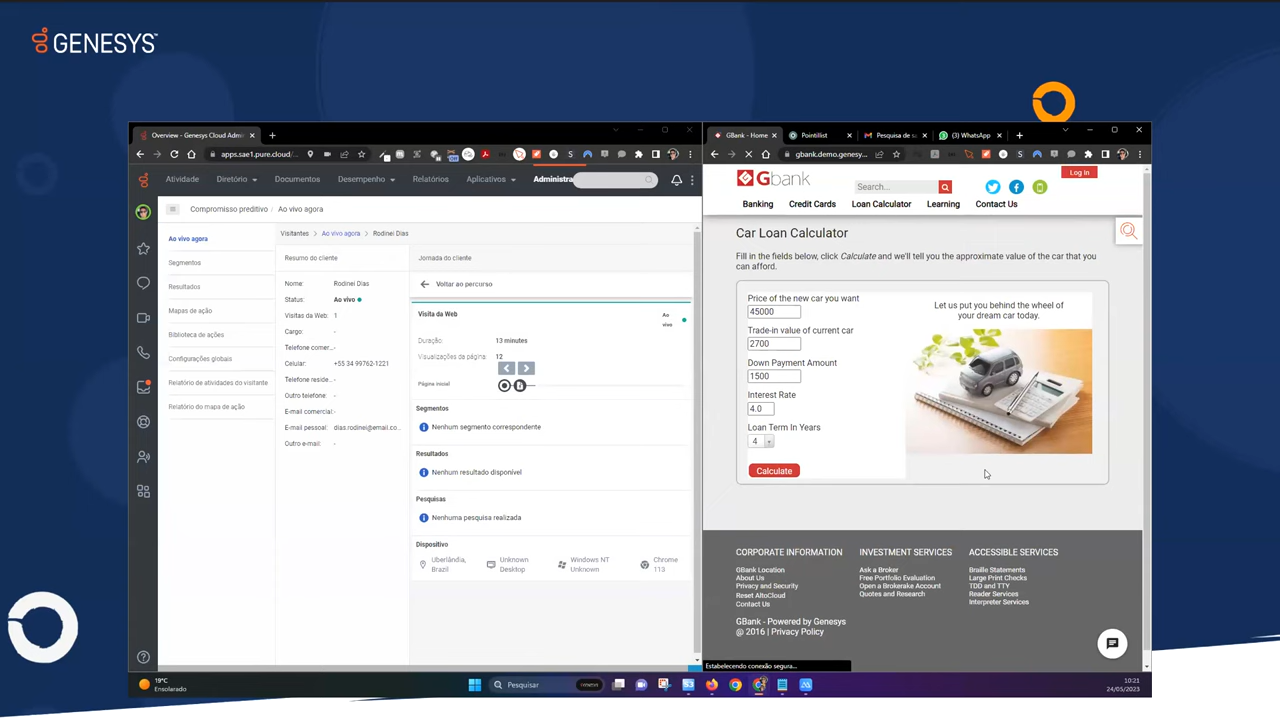 GENESYS
Overview - Genesys Cloud Admi
apps.sae1.pure.cloud/
Atividade
Diretório
Documentos
Desempenho
Relatórios
Aplicativos
Administra
Compromisso preditivo / Ao vivo agora
Ao vivo agora
Segmentos
Resultados
Mapas de ação
Biblioteca de ações
Configurações globais
Relatório de atividades do visitante
Relatório do mapa de ação
Visitantes > Ao vivo agora > Rodinei Dias
Resumo do cliente
Nome: Rodinei Dias
Status: Ao vivo
Visitas da Web: 1
Cargo: -
Telefone comer... -
Celular: +55 34 99762-1221
Telefone reside... -
Outro telefone: -
E-mail comercial: -
E-mail pessoal: dias.rodinei@email.co...
Outro e-mail: -
Jornada do cliente
Voltar ao percurso
Visita da Web
Ao vivo
Duração: 13 minutes
Visualizações da página: 12
Página inicial
Segmentos
Nenhum segmento correspondente
Resultados
Nenhum resultado disponível
Pesquisas
Nenhuma pesquisa realizada
Dispositivo
Uberlândia, Brazil
Unknown Desktop
Windows NT Unknown
Chrome 113
GBank - Home
Pointillist
Pesquisa de sa
(3) WhatsApp
gbank.demo.genesy...
Gbank
Search...
Log In
Banking
Credit Cards
Loan Calculator
Learning
Contact Us
Car Loan Calculator
Fill in the fields below, click Calculate and we'll tell you the approximate value of the car that you
can afford.
Price of the new car you want
45000
Trade-in value of current car
2700
Down Payment Amount
1500
Interest Rate
4.0
Loan Term In Years
4
Calculate
Let us put you behind the wheel of
your dream car today.
CORPORATE INFORMATION
GBank Location
About Us
Privacy and Security
Reset AltoCloud
Contact Us
INVESTMENT SERVICES
Ask a Broker
Free Portfolio Evaluation
Open a Brokerake Account
Quotes and Research
ACCESSIBLE SERVICES
Braille Statements
Large Print Checks
TDD and TTY
Reader Services
Interpreter Services
GBank - Powered by Genesys
@ 2016 | Privacy Policy
Estabelecendo conexão segura...
19°C
Ensolarado
Pesquisar
10:21
24/05/2023